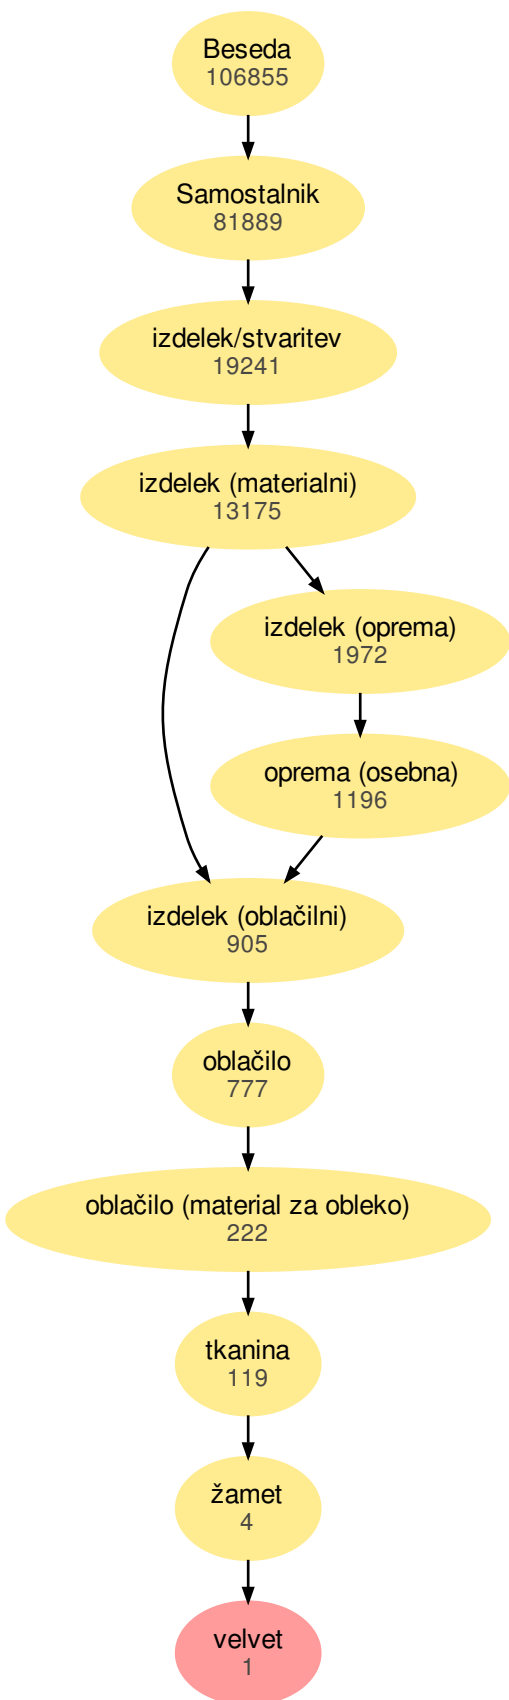 Beseda
106855
Samostalnik
81889
izdelek/stvaritev
19241
izdelek (materialni)
13175
izdelek (oprema)
1972
oprema (osebna)
1196
izdelek (oblačilni)
905
oblačilo
777
oblačilo (material za obleko)
222
tkanina
119
žamet
4
velvet
1